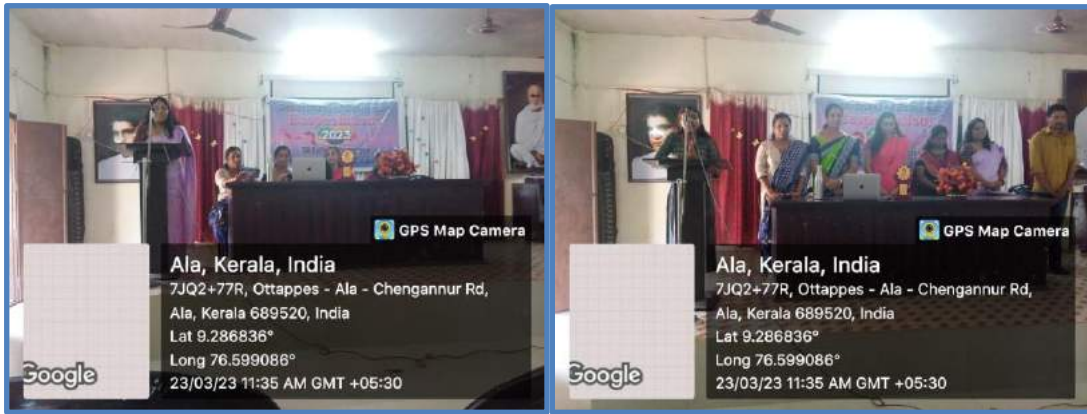 2023
GPS Map Camera
Ala, Kerala, India
7JQ2+77R, Ottappes - Ala - Chengannur Rd,
Ala, Kerala 689520, India
Lat 9.286836°
Long 76.599086°
23/03/23 11:35 AM GMT +05:30
Google
GPS Map Camera
Ala, Kerala, India
7JQ2+77R, Ottappes - Ala - Chengannur Rd,
Ala, Kerala 689520, India
Lat 9.286836°
Long 76.599086°
23/03/23 11:35 AM GMT +05:30
Google